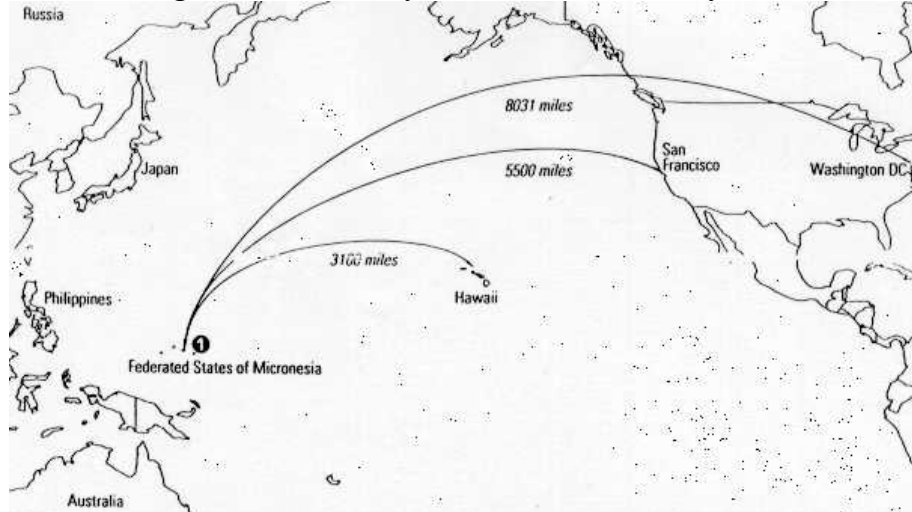 Russia
8031 miles
San
Francisco
Japan
5500 miles
Washington DC
3100 miles
Philippines
Hawaii
1
Federated States of Micronesia
Australia